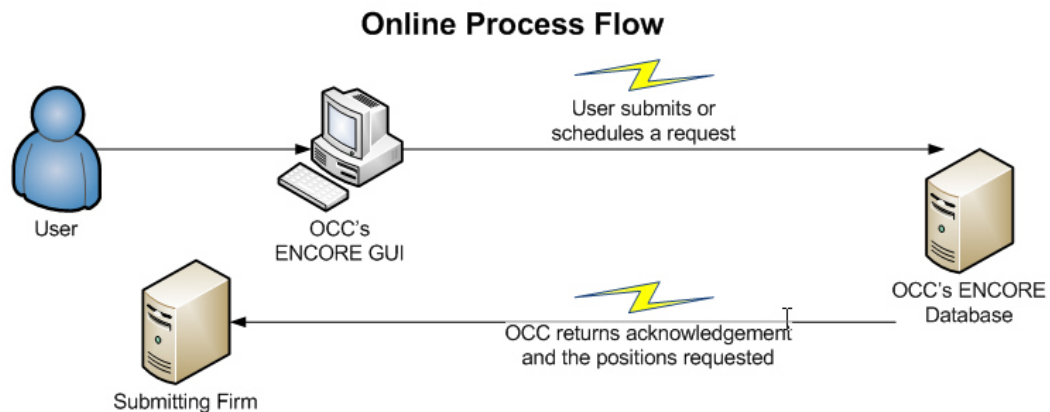 Online Process Flow
User submits or
schedules a request
User
OCC's
ENCORE GUI
OCC's ENCORE
Database
OCC returns acknowledgement
and the positions requested
Submitting Firm